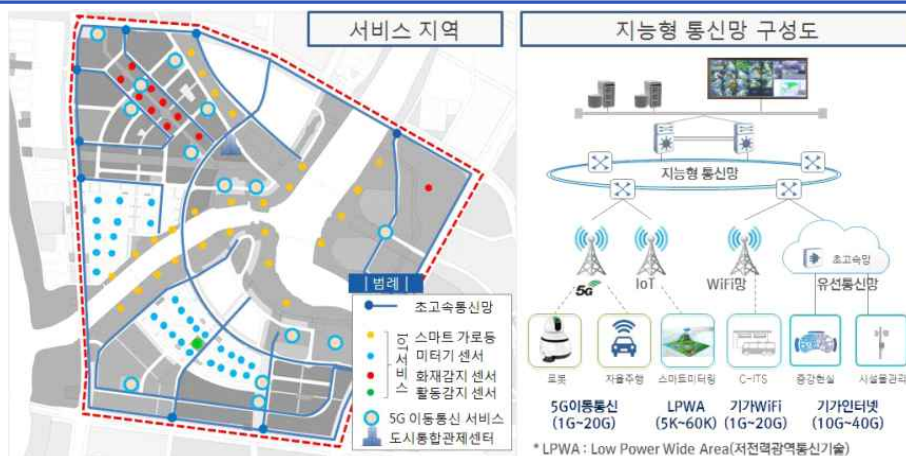 서비스 지역
| 범례 |
초고속통신망
IoT서비스
스마트 가로등
미터기 센서
화재감지 센서
활동감지 센서
5G 이동통신 서비스
도시통합관제센터
지능형 통신망 구성도
지능형 통신망
5G
IoT
WiFi망
초고속망
유선통신망
로봇
자율주행
스마트미터링
C-ITS
증강현실
시설물관리
5G이동통신
(1G~20G)
LPWA
(5K~60K)
기가WiFi
(1G~20G)
기가인터넷
(10G~40G)
* LPWA : Low Power Wide Area(저전력광역통신기술)